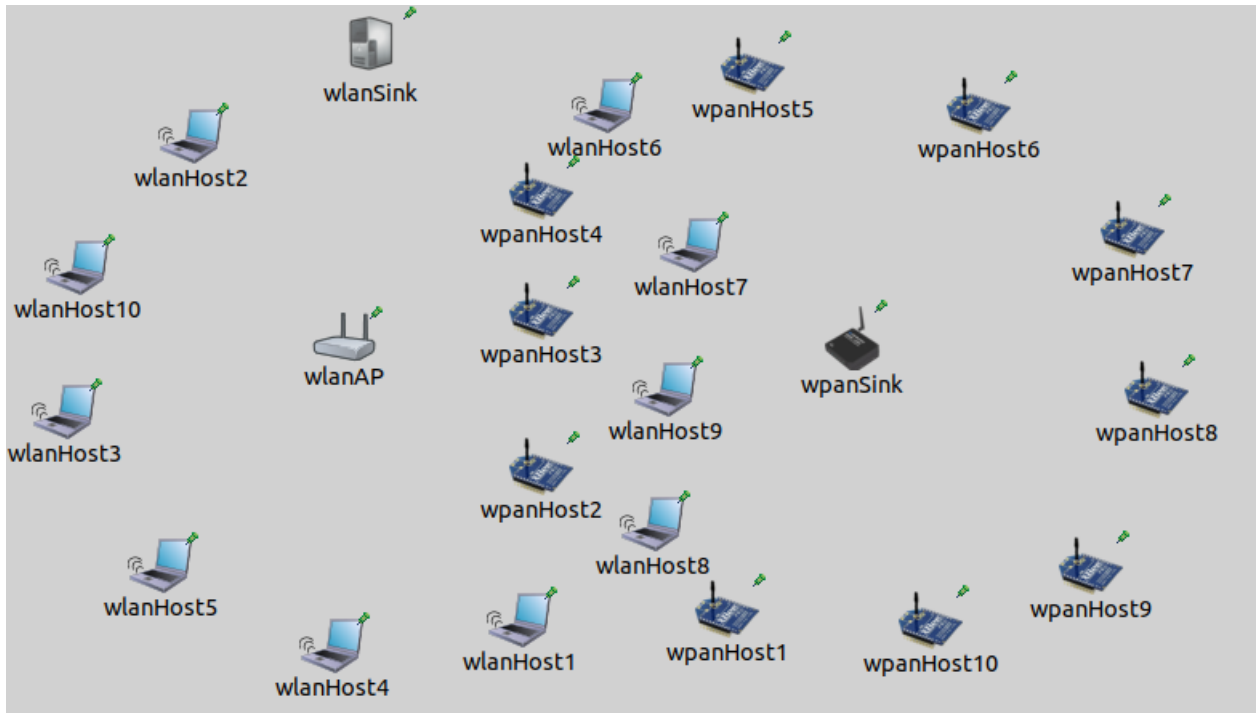 wlanSink
wpanHost5
wlanHost6
wpanHost6
wlanHost2
wpanHost4
wpanHost7
wlanHost7
wlanHost10
wpanHost3
wlanAP
wpanSink
wlanHost9
wpanHost8
wlanHost3
wpanHost2
wlanHost8
wlanHost5
wpanHost9
wpanHost1
wlanHost1
wpanHost10
wlanHost4